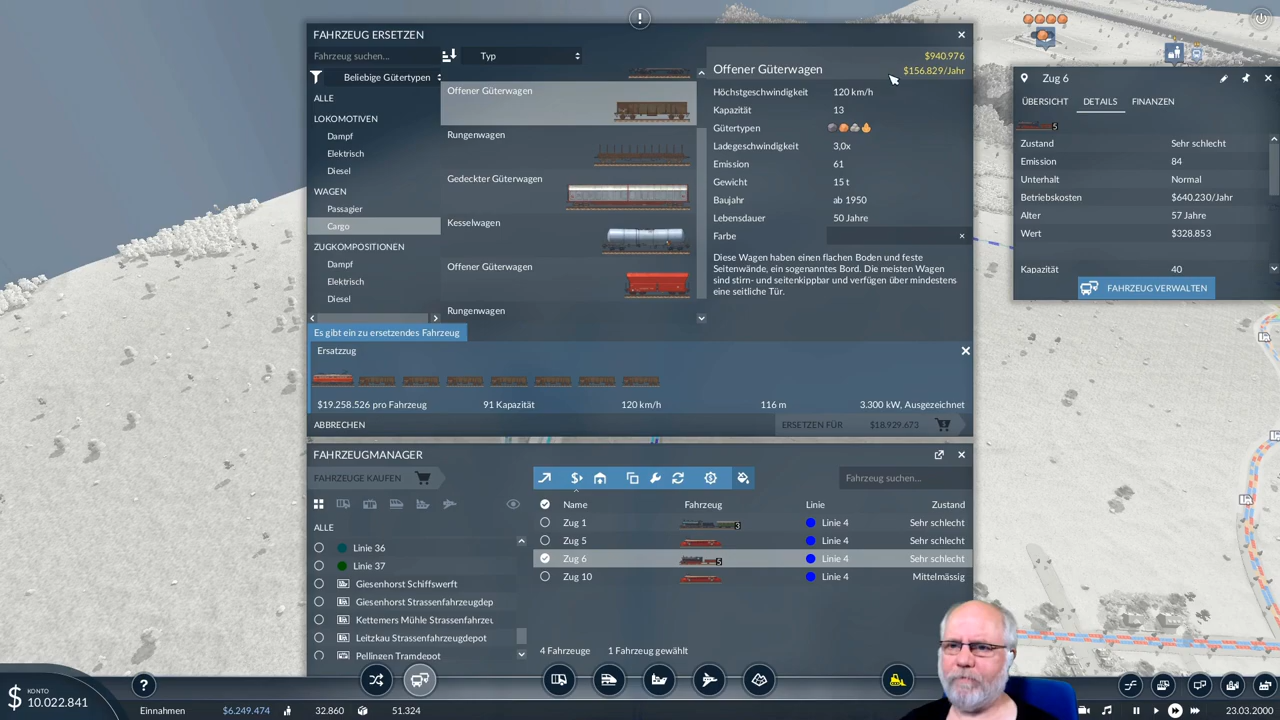 FAHRZEUG ERSETZEN
Fahrzeug suchen...
Typ
Beliebige Gütertypen
ALLE
LOKOMOTIVEN
Dampf
Elektrisch
Diesel
WAGEN
Passagier
Cargo
ZUGKOMPOSITIONEN
Dampf
Elektrisch
Diesel
Offener Güterwagen
Rungenwagen
Gedeckter Güterwagen
Kesselwagen
Offener Güterwagen
Rungenwagen
$940.976
Offener Güterwagen
$156.829/Jahr
Höchstgeschwindigkeit 120 km/h
Kapazität 13
Gütertypen
Ladegeschwindigkeit 3,0x
Emission 61
Gewicht 15 t
Baujahr ab 1950
Lebensdauer 50 Jahre
Farbe
Diese Wagen haben einen flachen Boden und feste
Seitenwände, ein sogenanntes Bord. Die meisten Wagen
sind stirn- und seitenkippbar und verfügen über mindestens
eine seitliche Tür.
Es gibt ein zu ersetzendes Fahrzeug
Ersatzzug
$19.258.526 pro Fahrzeug 91 Kapazität 120 km/h 116 m 3.300 kW, Ausgezeichnet
ABBRECHEN
ERSETZEN FÜR $18.929.673
Zug 6
ÜBERSICHT DETAILS FINANZEN
5
Zustand Sehr schlecht
Emission 84
Unterhalt Normal
Betriebskosten $640.230/Jahr
Alter 57 Jahre
Wert $328.853
Kapazität 40
FAHRZEUG VERWALTEN
FAHRZEUGMANAGER
FAHRZEUGE KAUFEN
Fahrzeug suchen...
ALLE
Linie 36
Linie 37
Giesenhorst Schiffswerft
Giesenhorst Strassenfahrzeugdep
Kettemers Mühle Strassenfahrzeu
Leitzkau Strassenfahrzeugdepot
Pellingen Tramdepot
Name Fahrzeug Linie Zustand
Zug 1 3 Linie 4 Sehr schlecht
Zug 5 Linie 4 Sehr schlecht
Zug 6 5 Linie 4 Sehr schlecht
Zug 10 Linie 4 Mittelmässig
4 Fahrzeuge 1 Fahrzeug gewählt
KONTO
$ 10.022.841
Einnahmen $6.249.474 32.860 51.324
23.03.2000